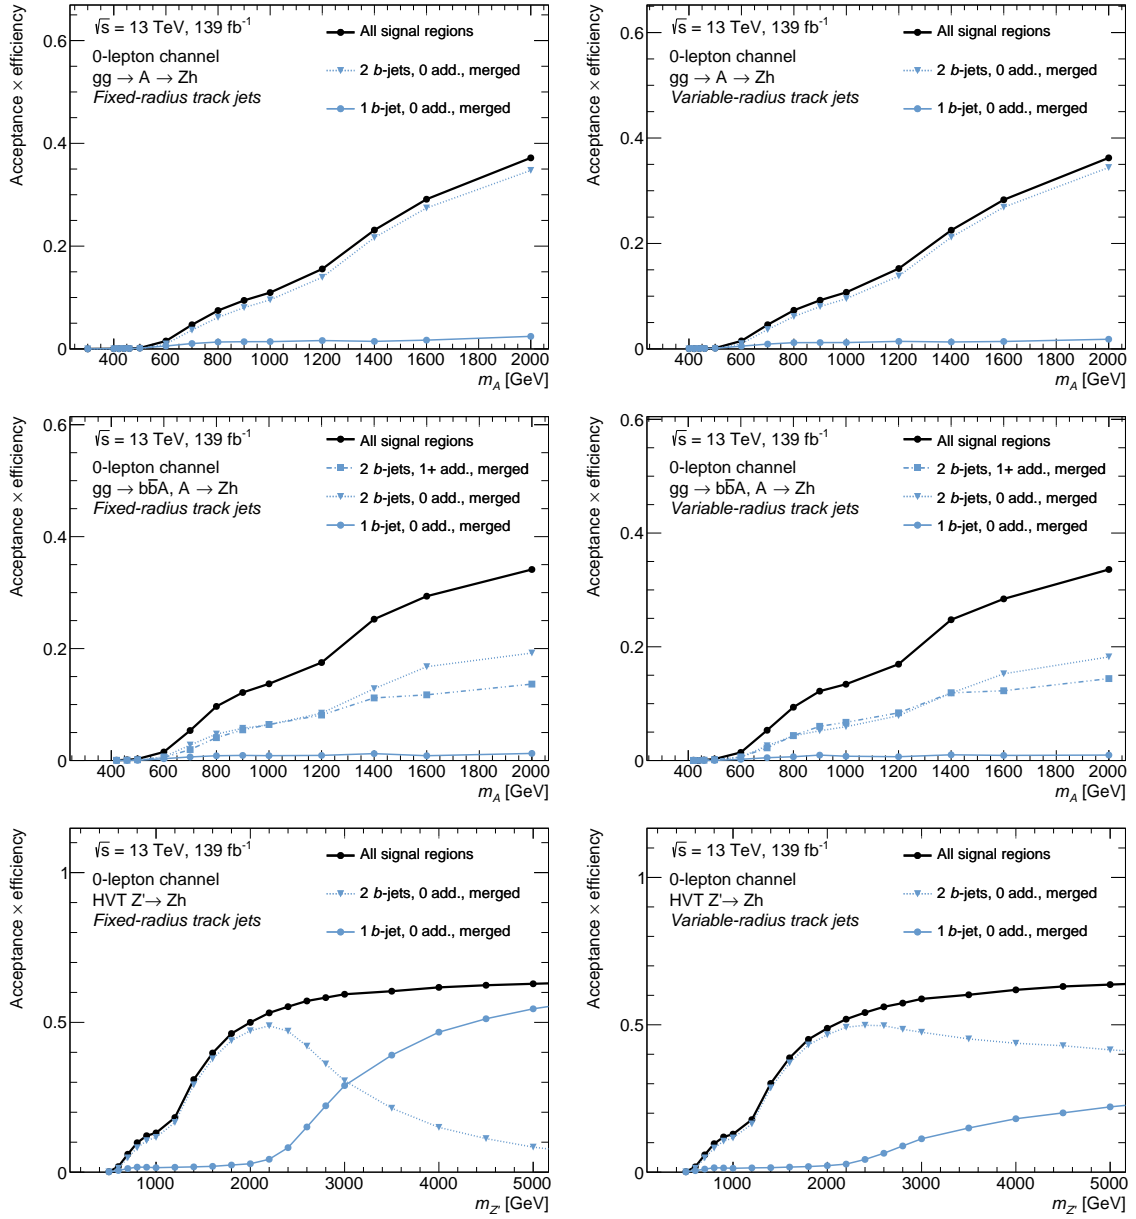 Acceptance × efficiency
√s = 13 TeV, 139 fb⁻¹
0-lepton channel
gg → A → Zh
Fixed-radius track jets
All signal regions
2 b-jets, 0 add., merged
1 b-jet, 0 add., merged
0.6
0.4
0.2
0
400 600 800 1000 1200 1400 1600 1800 2000
m_A [GeV]
Acceptance × efficiency
√s = 13 TeV, 139 fb⁻¹
0-lepton channel
gg → A → Zh
Variable-radius track jets
All signal regions
2 b-jets, 0 add., merged
1 b-jet, 0 add., merged
0.6
0.4
0.2
0
400 600 800 1000 1200 1400 1600 1800 2000
m_A [GeV]
Acceptance × efficiency
√s = 13 TeV, 139 fb⁻¹
0-lepton channel
gg → bb̅A, A → Zh
Fixed-radius track jets
All signal regions
2 b-jets, 1+ add., merged
2 b-jets, 0 add., merged
1 b-jet, 0 add., merged
0.6
0.4
0.2
0
400 600 800 1000 1200 1400 1600 1800 2000
m_A [GeV]
Acceptance × efficiency
√s = 13 TeV, 139 fb⁻¹
0-lepton channel
gg → bb̅A, A → Zh
Variable-radius track jets
All signal regions
2 b-jets, 1+ add., merged
2 b-jets, 0 add., merged
1 b-jet, 0 add., merged
0.6
0.4
0.2
0
400 600 800 1000 1200 1400 1600 1800 2000
m_A [GeV]
Acceptance × efficiency
√s = 13 TeV, 139 fb⁻¹
0-lepton channel
HVT Z'→ Zh
Fixed-radius track jets
All signal regions
2 b-jets, 0 add., merged
1 b-jet, 0 add., merged
1
0.5
0
1000 2000 3000 4000 5000
m_Z' [GeV]
Acceptance × efficiency
√s = 13 TeV, 139 fb⁻¹
0-lepton channel
HVT Z'→ Zh
Variable-radius track jets
All signal regions
2 b-jets, 0 add., merged
1 b-jet, 0 add., merged
1
0.5
0
1000 2000 3000 4000 5000
m_Z' [GeV]